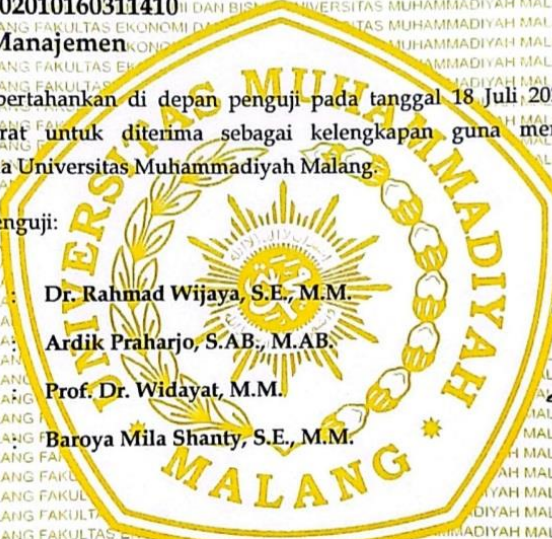 02010160311410
Manajemen
pertahankan di depan penguji pada tanggal 18 Juli 20
rat untuk diterima sebagai kelengkapan guna me
a Universitas Muhammadiyah Malang.
enguji:
: Dr. Rahmad Wijaya, S.E., M.M.
: Ardik Praharjo, S.AB., M.AB.
: Prof. Dr. Widayat, M.M.
: Baroya Mila Shanty, S.E., M.M.
UNIVERSITAS MUHAMMADIYAH
MALANG